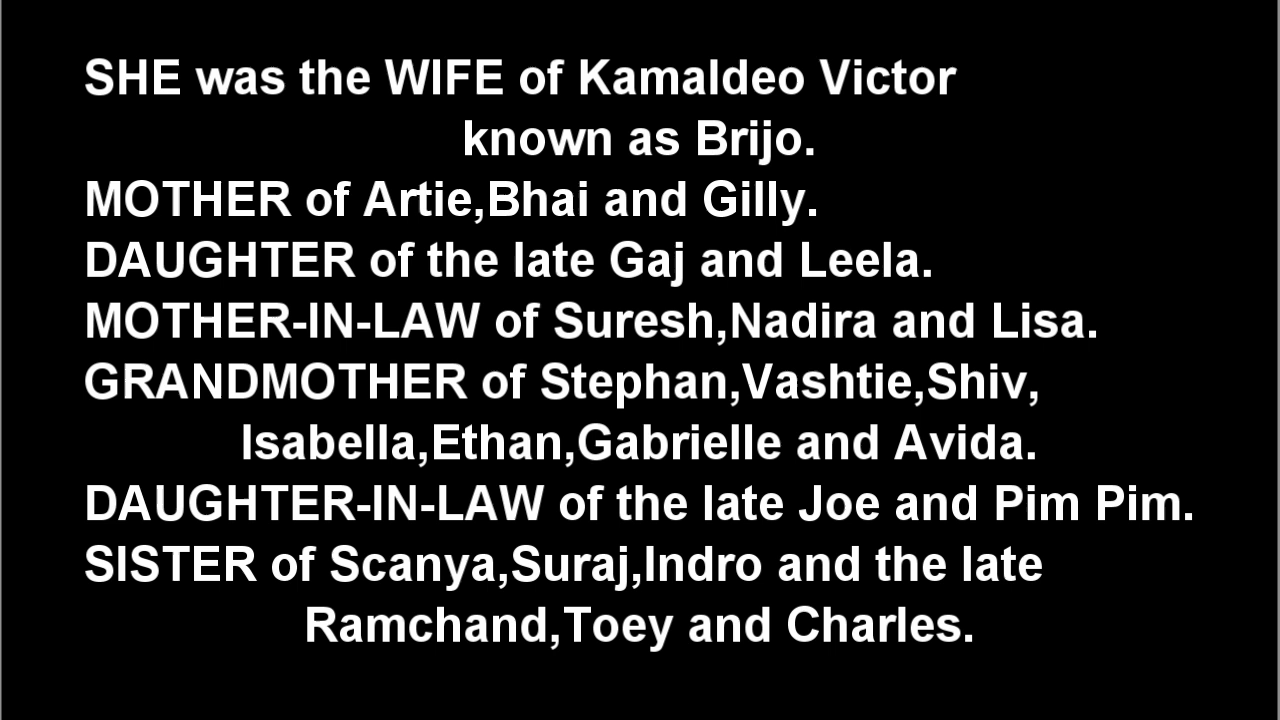 SHE was the WIFE of Kamaldeo Victor
known as Brijo.
MOTHER of Artie,Bhai and Gilly.
DAUGHTER of the late Gaj and Leela.
MOTHER-IN-LAW of Suresh,Nadira and Lisa.
GRANDMOTHER of Stephan,Vashtie,Shiv,
Isabella,Ethan,Gabrielle and Avida.
DAUGHTER-IN-LAW of the late Joe and Pim Pim.
SISTER of Scanya,Suraj,Indro and the late
Ramchand,Toey and Charles.